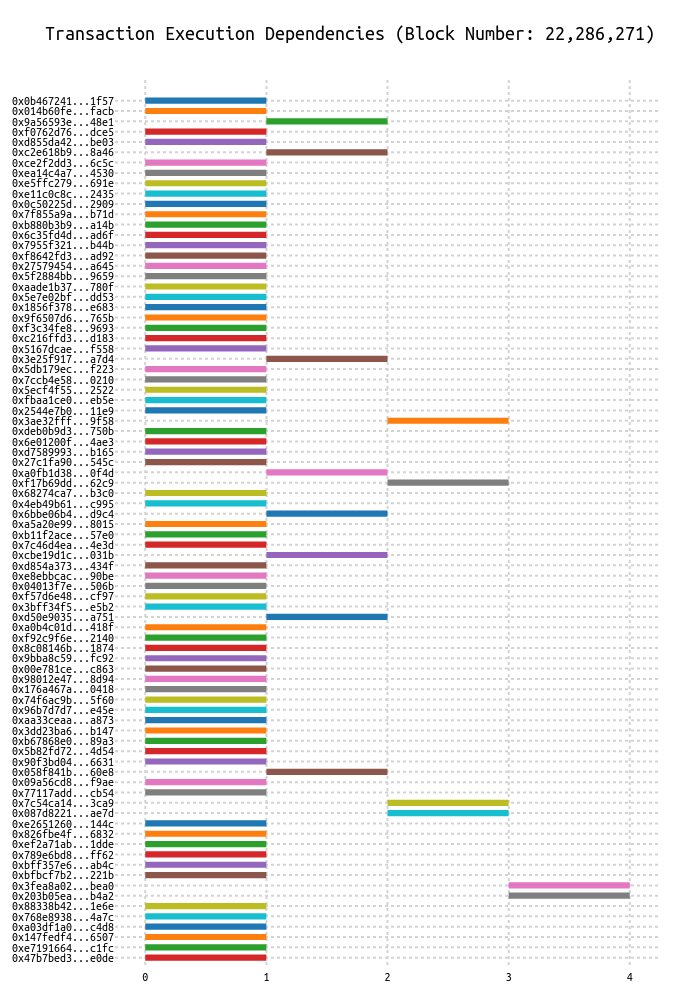 Transaction Execution Dependencies (Block Number: 22,286,271)
0x0b467241...1f57
0x014b60fe...facb
0x9a56593e...48e1
0xf0762d76...dce5
0xd855da42...be03
0xc2e618b9...8a46
0xce2f2dd3...6c5c
0xea14c4a7...4530
0xe5ffc279...691e
0xe11c0c8c...2435
0x0c50225d...2909
0x7f855a9a...b71d
0xb880b3b9...a14b
0x6c35fd4d...ad6f
0x7955f321...b44b
0xf8642fd3...ad92
0x27579454...a645
0x5f2884bb...9659
0xaade1b37...780f
0x5e7e02bf...dd53
0x1856f378...e683
0x9f6507d6...765b
0xf3c34fe8...9693
0xc216ffd3...d183
0x5167dcae...f558
0x3e25f917...a7d4
0x5db179ec...f223
0x7ccb4e58...0210
0x5ecf4f55...2522
0xfbaa1ce0...eb5e
0x2544e7b0...11e9
0x3ae32fff...9f58
0xdeb0b9d3...750b
0x6e01200f...4ae3
0xd7589993...b165
0x27c1fa90...545c
0xa0fb1d38...0f4d
0xf17b69dd...62c9
0x68274ca7...b3c0
0x4eb49b61...c995
0x6bbe06b4...d9c4
0xa5a20e99...8015
0xb11f2ace...57e0
0x7c46d4ea...4e3d
0xcbe19d1c...031b
0xd854a373...434f
0xe8ebbcac...90be
0x04013f7e...506b
0xf57d6e48...cf97
0x3bff34f5...e5b2
0xd50e9035...a751
0xa0b4c01d...418f
0xf92c9f6e...2140
0x8c08146b...1874
0x9bba8c59...fc92
0x00e781ce...c863
0x98012e47...8d94
0x176a467a...0418
0x74f6ac9b...5f60
0x96b7d7d7...e45e
0xaa33ceaa...a873
0x3dd23ba6...b147
0xb67868e0...89a3
0x5b82fd72...4d54
0x90f3bd04...6631
0x058f841b...60e8
0x09a56cd8...f9ae
0x77117add...cb54
0x7c54ca14...3ca9
0x087d8221...ae7d
0xe2651260...144c
0x826fbe4f...6832
0xef2a71ab...1dde
0x789e6bd8...ff62
0xbff357e6...ab4c
0xbfbcf7b2...221b
0x3fea8a02...bea0
0x203b05ea...b4a2
0x88338b42...1e6e
0x768e8938...4a7c
0xa03df1a0...c4d8
0x147fedf4...6507
0xe7191664...c1fc
0x47b7bed3...e0de
0 1 2 3 4